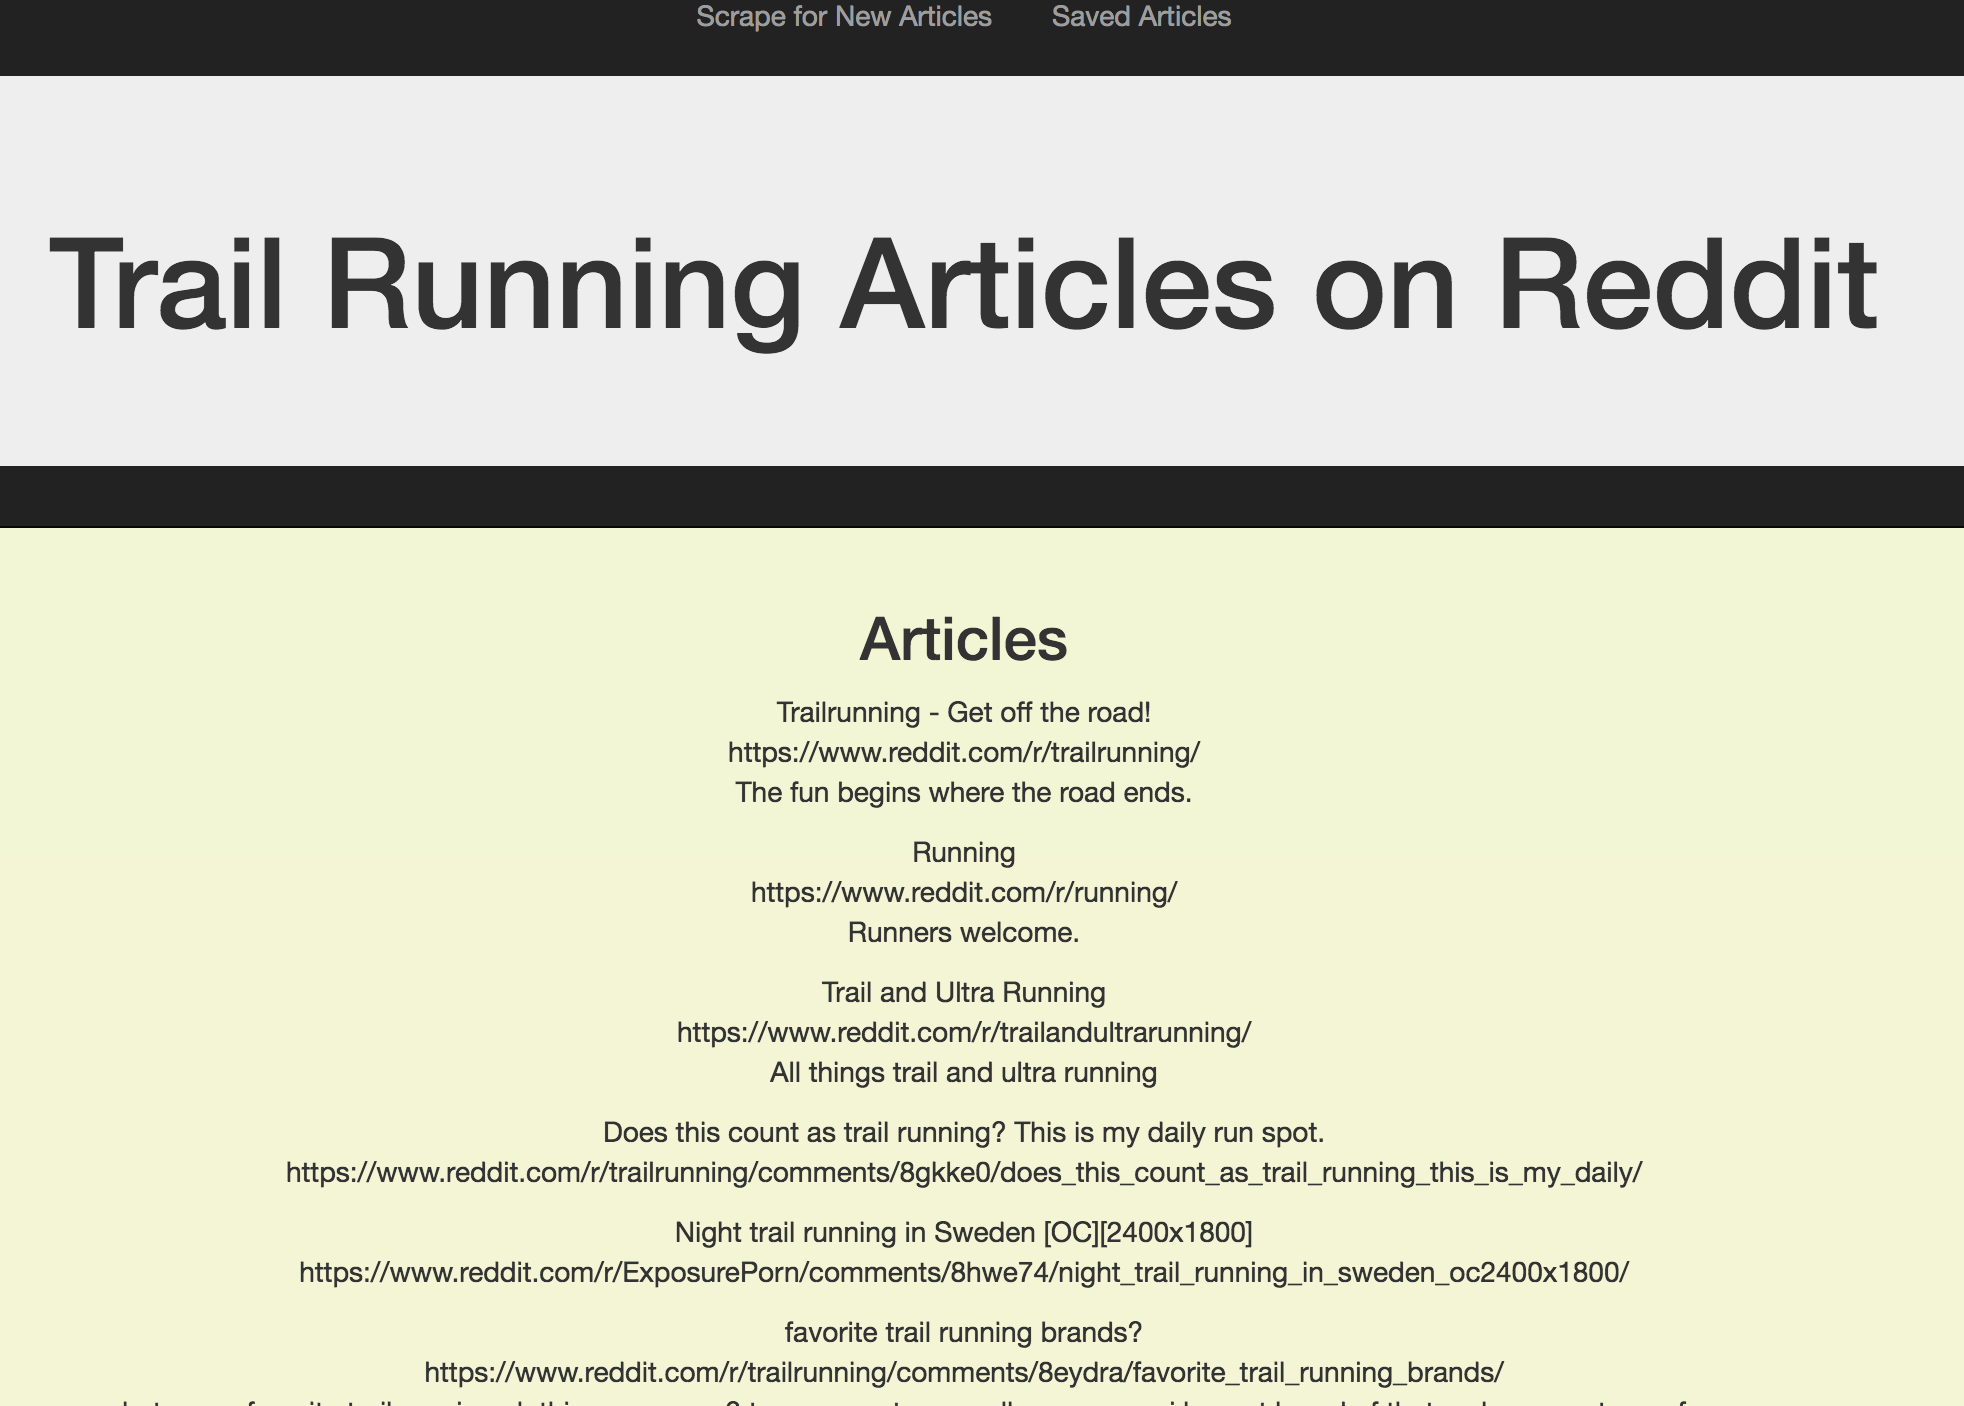 Scrape for New Articles Saved Articles
Trail Running Articles on Reddit
Articles
Trailrunning - Get off the road!
https://www.reddit.com/r/trailrunning/
The fun begins where the road ends.
Running
https://www.reddit.com/r/running/
Runners welcome.
Trail and Ultra Running
https://www.reddit.com/r/trailandultrarunning/
All things trail and ultra running
Does this count as trail running? This is my daily run spot.
https://www.reddit.com/r/trailrunning/comments/8gkke0/does_this_count_as_trail_running_this_is_my_daily/
Night trail running in Sweden [OC][2400x1800]
https://www.reddit.com/r/ExposurePorn/comments/8hwe74/night_trail_running_in_sweden_oc2400x1800/
favorite trail running brands?
https://www.reddit.com/r/trailrunning/comments/8eydra/favorite_trail_running_brands/